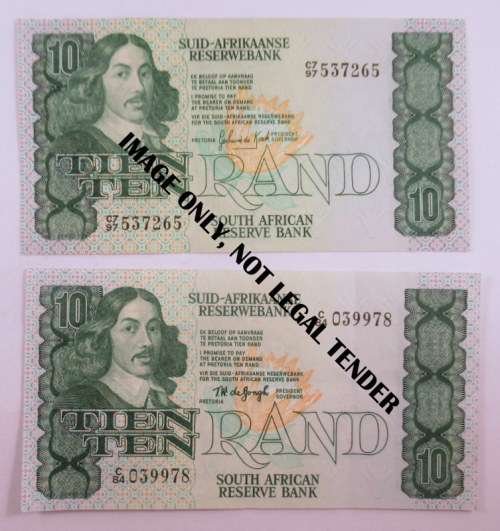 10
SUID-AFRIKAANSE
RESERWEBANK
C7/97 537265
EK BELOOF OM AANVRAAG
TE BETAAL AAN TOONDER
TE PRETORIA TIEN RAND
I PROMISE TO PAY
THE BEARER ON DEMAND
AT PRETORIA TEN RAND
VIR DIE SUID-AFRIKAANSE RESERWEBANK
FOR THE SOUTH AFRICAN RESERVE BANK
PRETORIA
PRESIDENT
GOVERNOR
TIEN
TEN
RAND
C7/97 537265
SOUTH AFRICAN
RESERVE BANK
10
IMAGE ONLY, NOT LEGAL TENDER
10
SUID-AFRIKAANSE
RESERWEBANK
C/84 039978
EK BELOOF OM AANVRAAG
TE BETAAL AAN TOONDER
TE PRETORIA TIEN RAND
I PROMISE TO PAY
THE BEARER ON DEMAND
AT PRETORIA TEN RAND
VIR DIE SUID-AFRIKAANSE RESERWEBANK
FOR THE SOUTH AFRICAN RESERVE BANK
PRETORIA
PRESIDENT
GOVERNOR
TIEN
TEN
RAND
C/84 039978
SOUTH AFRICAN
RESERVE BANK
10